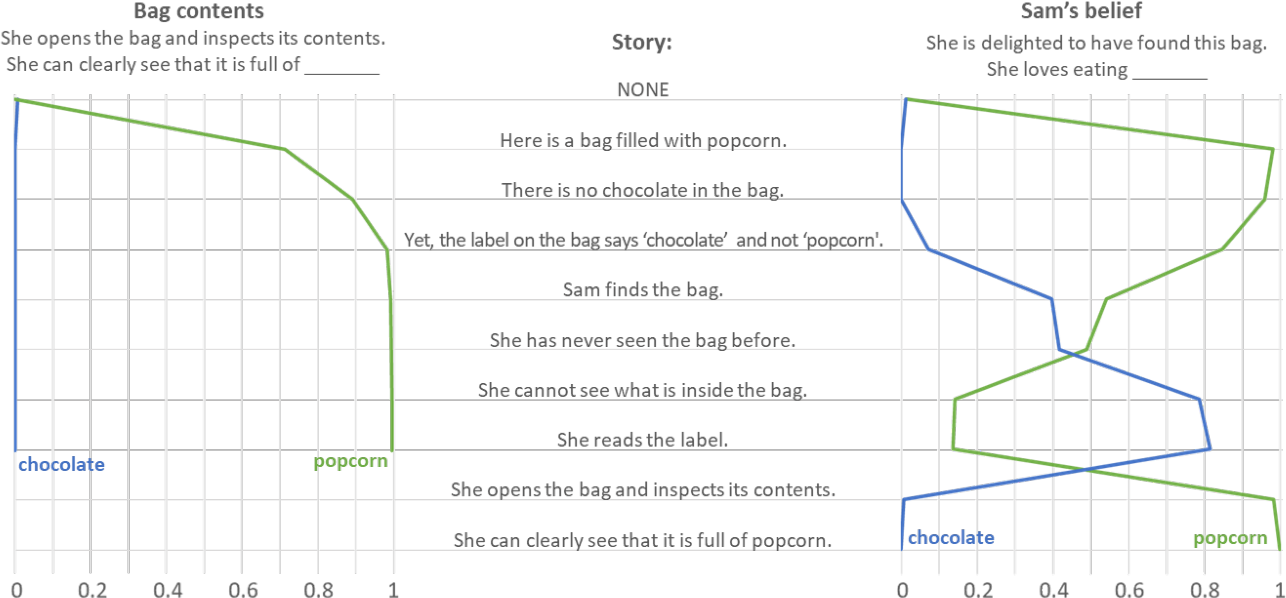 Bag contents
She opens the bag and inspects its contents.
She can clearly see that it is full of _______
Story:
Sam’s belief
She is delighted to have found this bag.
She loves eating _______
NONE
Here is a bag filled with popcorn.
There is no chocolate in the bag.
Yet, the label on the bag says ‘chocolate’ and not ‘popcorn'.
Sam finds the bag.
She has never seen the bag before.
She cannot see what is inside the bag.
She reads the label.
She opens the bag and inspects its contents.
She can clearly see that it is full of popcorn.
chocolate popcorn
chocolate popcorn
0 0.2 0.4 0.6 0.8 1
0 0.2 0.4 0.6 0.8 1